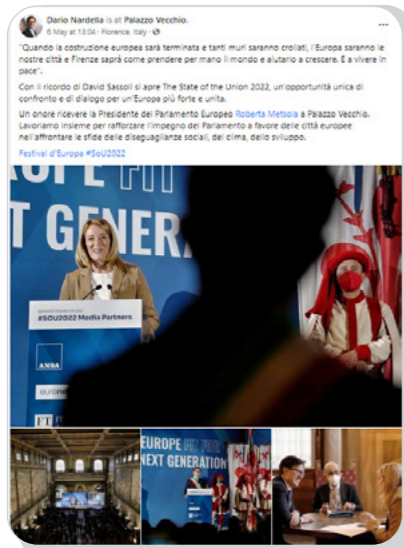 Dario Nardella is at Palazzo Vecchio.
6 May at 13:04 · Florence, Italy ·
"Quando la costruzione europea sarà terminata e tanti muri saranno crollati, l'Europa saranno le
nostre città e Firenze saprà come prendere per mano il mondo e aiutarlo a crescere. E a vivere in
pace".
Con il ricordo di David Sassoli si apre The State of the Union 2022, un'opportunità unica di
confronto e di dialogo per un'Europa più forte e unita.
Un onore ricevere la Presidente del Parlamento Europeo Roberta Metsola a Palazzo Vecchio.
Lavoriamo insieme per rafforzare l'impegno del Parlamento a favore delle città europee
nell'affrontare le sfide delle diseguaglianze sociali, del clima, dello sviluppo.
Festival d'Europa #SoU2022
EUROPE FIT
T GENER
#SOU2022 Media Partners
ANSA
euron
FT
EUROPE FIT FOR
NEXT GENERATION